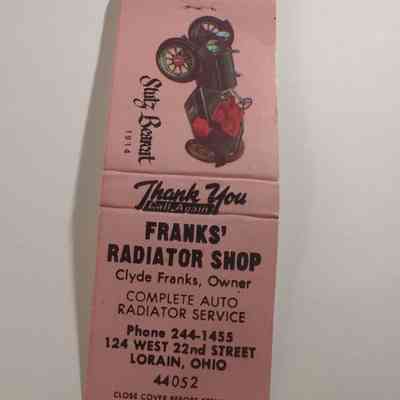 Stutz Bearcat
1914
Thank You
Call Again
FRANKS'
RADIATOR SHOP
Clyde Franks, Owner
COMPLETE AUTO
RADIATOR SERVICE
Phone 244-1455
124 WEST 22nd STREET
LORAIN, OHIO
44052
CLOSE COVER BEFORE